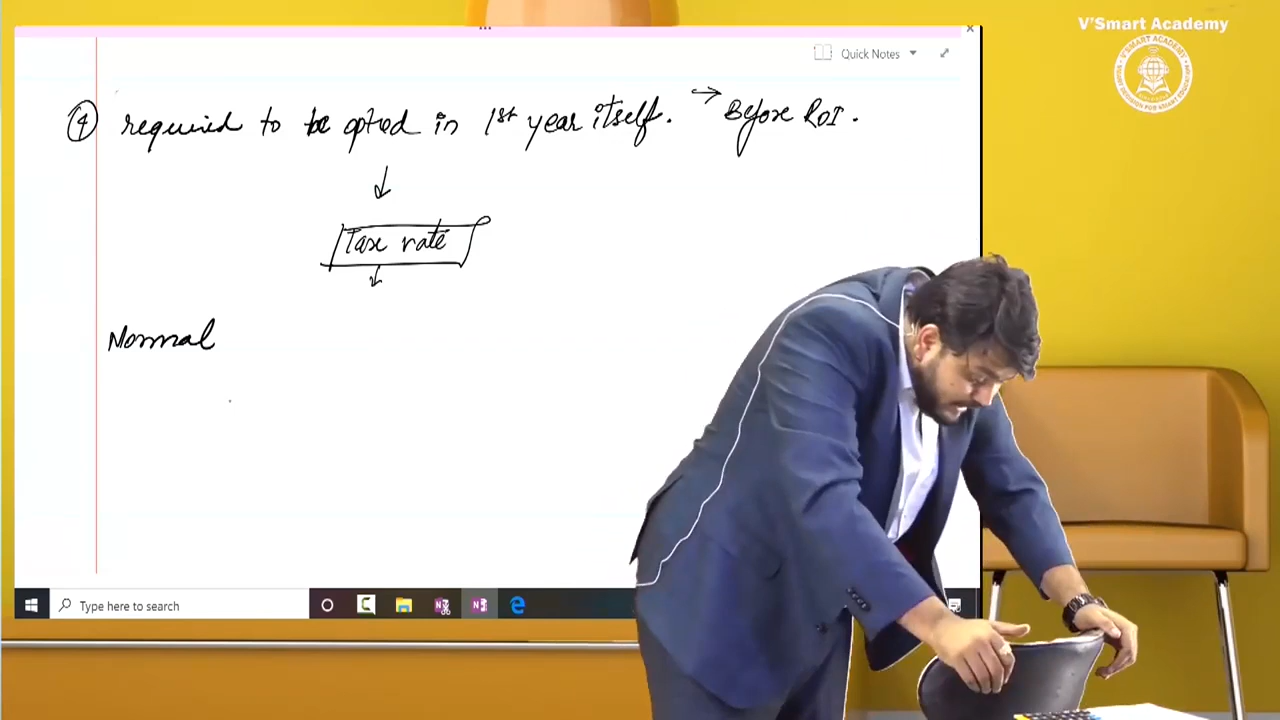 V'Smart Academy
Quick Notes
④ required to be opted in 1st year itself. → Before ROI.
↓
Tax rate
↓
Normal
Type here to search